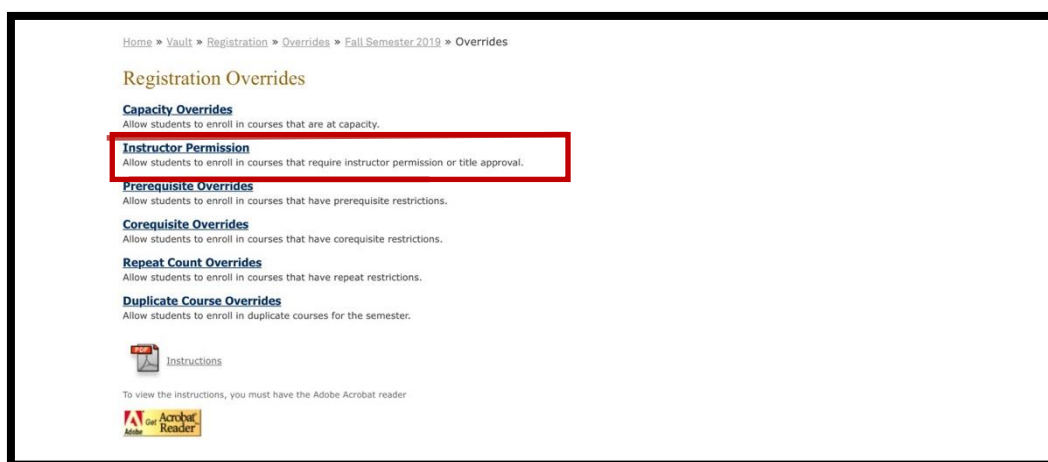 Home » Vault » Registration » Overrides » Fall Semester 2019 » Overrides
Registration Overrides
Capacity Overrides
Allow students to enroll in courses that are at capacity.
Instructor Permission
Allow students to enroll in courses that require instructor permission or title approval.
Prerequisite Overrides
Allow students to enroll in courses that have prerequisite restrictions.
Corequisite Overrides
Allow students to enroll in courses that have corequisite restrictions.
Repeat Count Overrides
Allow students to enroll in courses that have repeat restrictions.
Duplicate Course Overrides
Allow students to enroll in duplicate courses for the semester.
PDF
Instructions
To view the instructions, you must have the Adobe Acrobat reader
Adobe Get Acrobat Reader